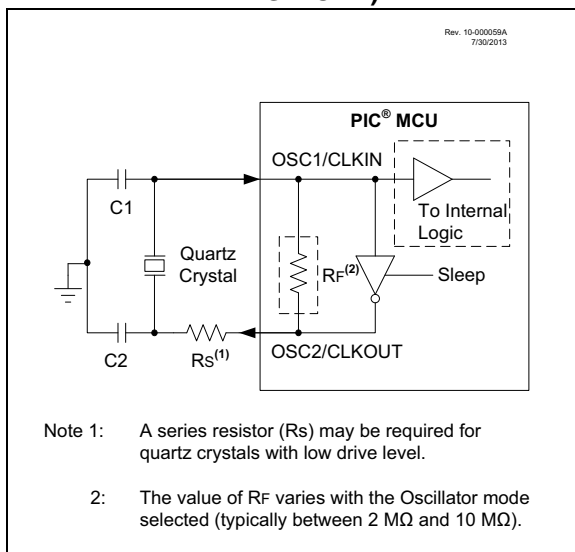 Rev. 10-000059A
7/30/2013
PIC® MCU
OSC1/CLKIN
C1
To Internal
Logic
Quartz
Crystal
RF(2)
Sleep
C2
RS(1)
OSC2/CLKOUT
Note 1: A series resistor (Rs) may be required for
quartz crystals with low drive level.
2: The value of RF varies with the Oscillator mode
selected (typically between 2 MΩ and 10 MΩ).